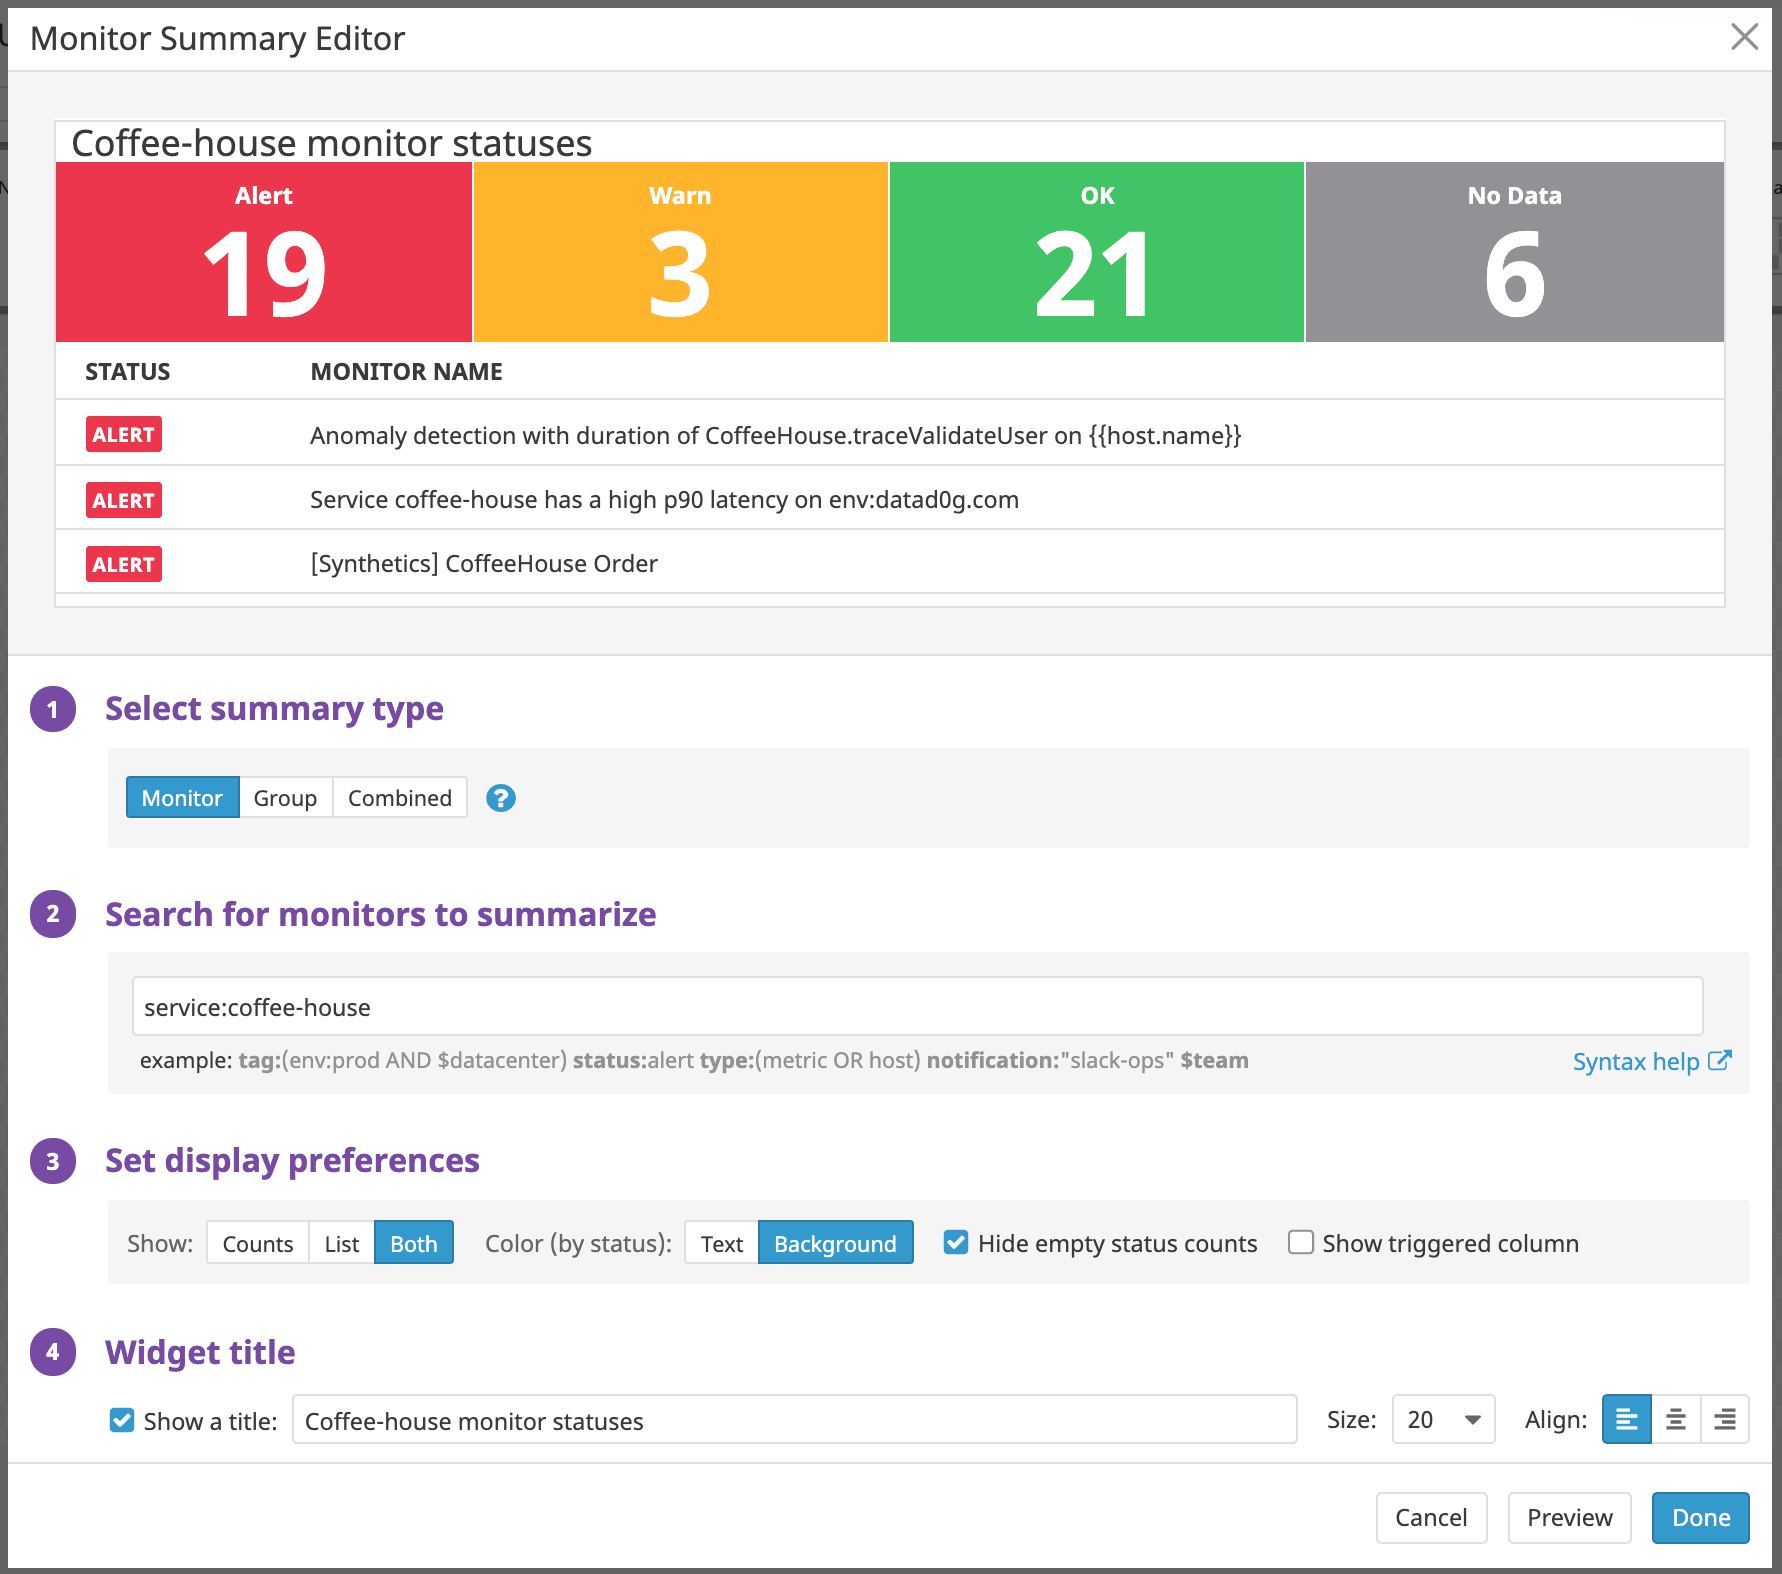 Monitor Summary Editor
Coffee-house monitor statuses
Alert Warn OK No Data
19 3 21 6
STATUS MONITOR NAME
ALERT Anomaly detection with duration of CoffeeHouse.traceValidateUser on {{host.name}}
ALERT Service coffee-house has a high p90 latency on env:datad0g.com
ALERT [Synthetics] CoffeeHouse Order
1 Select summary type
Monitor Group Combined ?
2 Search for monitors to summarize
service:coffee-house
example: tag:(env:prod AND $datacenter) status:alert type:(metric OR host) notification:"slack-ops" $team Syntax help
3 Set display preferences
Show: Counts List Both Color (by status): Text Background Hide empty status counts Show triggered column
4 Widget title
Show a title: Coffee-house monitor statuses Size: 20 Align:
Cancel Preview Done